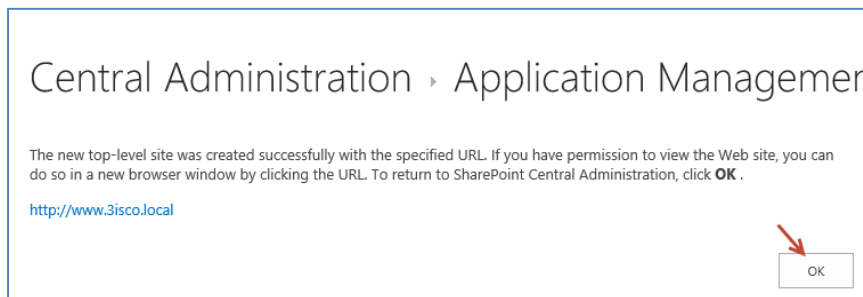 Central Administration ▸ Application Managemer
The new top-level site was created successfully with the specified URL. If you have permission to view the Web site, you can
do so in a new browser window by clicking the URL. To return to SharePoint Central Administration, click OK .
http://www.3isco.local
OK